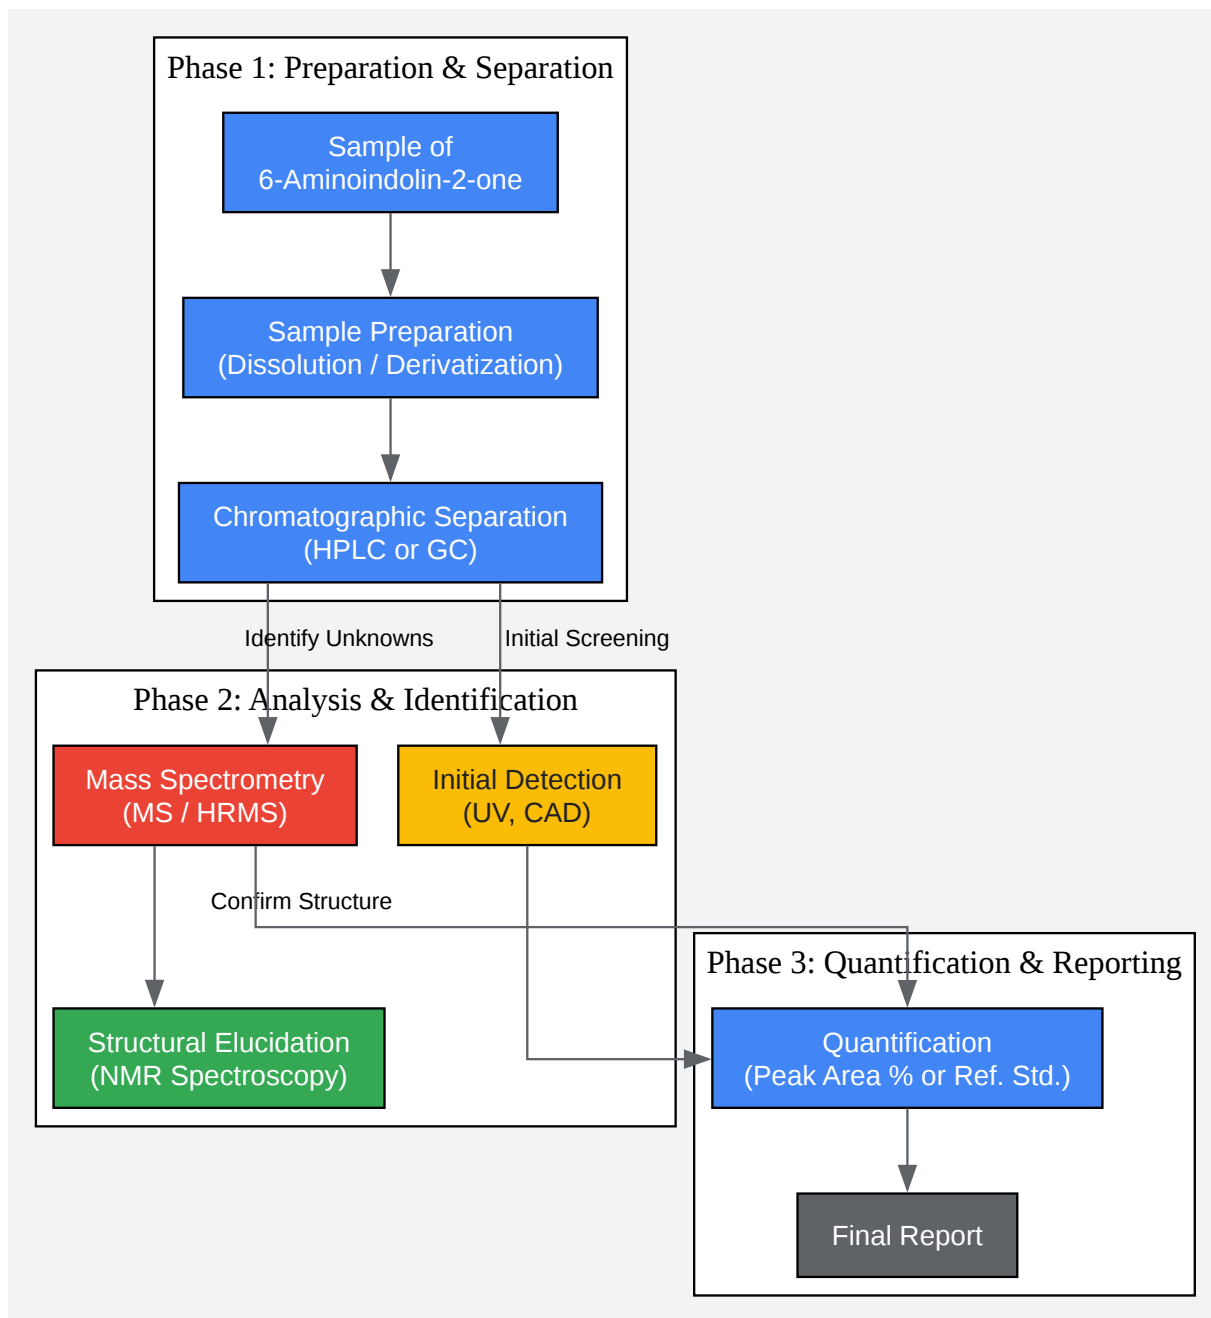 Phase 1: Preparation & Separation
Sample of
6-Aminoindolin-2-one
Sample Preparation
(Dissolution / Derivatization)
Chromatographic Separation
(HPLC or GC)
Identify Unknowns
Initial Screening
Phase 2: Analysis & Identification
Mass Spectrometry
(MS / HRMS)
Initial Detection
(UV, CAD)
Confirm Structure
Structural Elucidation
(NMR Spectroscopy)
Phase 3: Quantification & Reporting
Quantification
(Peak Area % or Ref. Std.)
Final Report